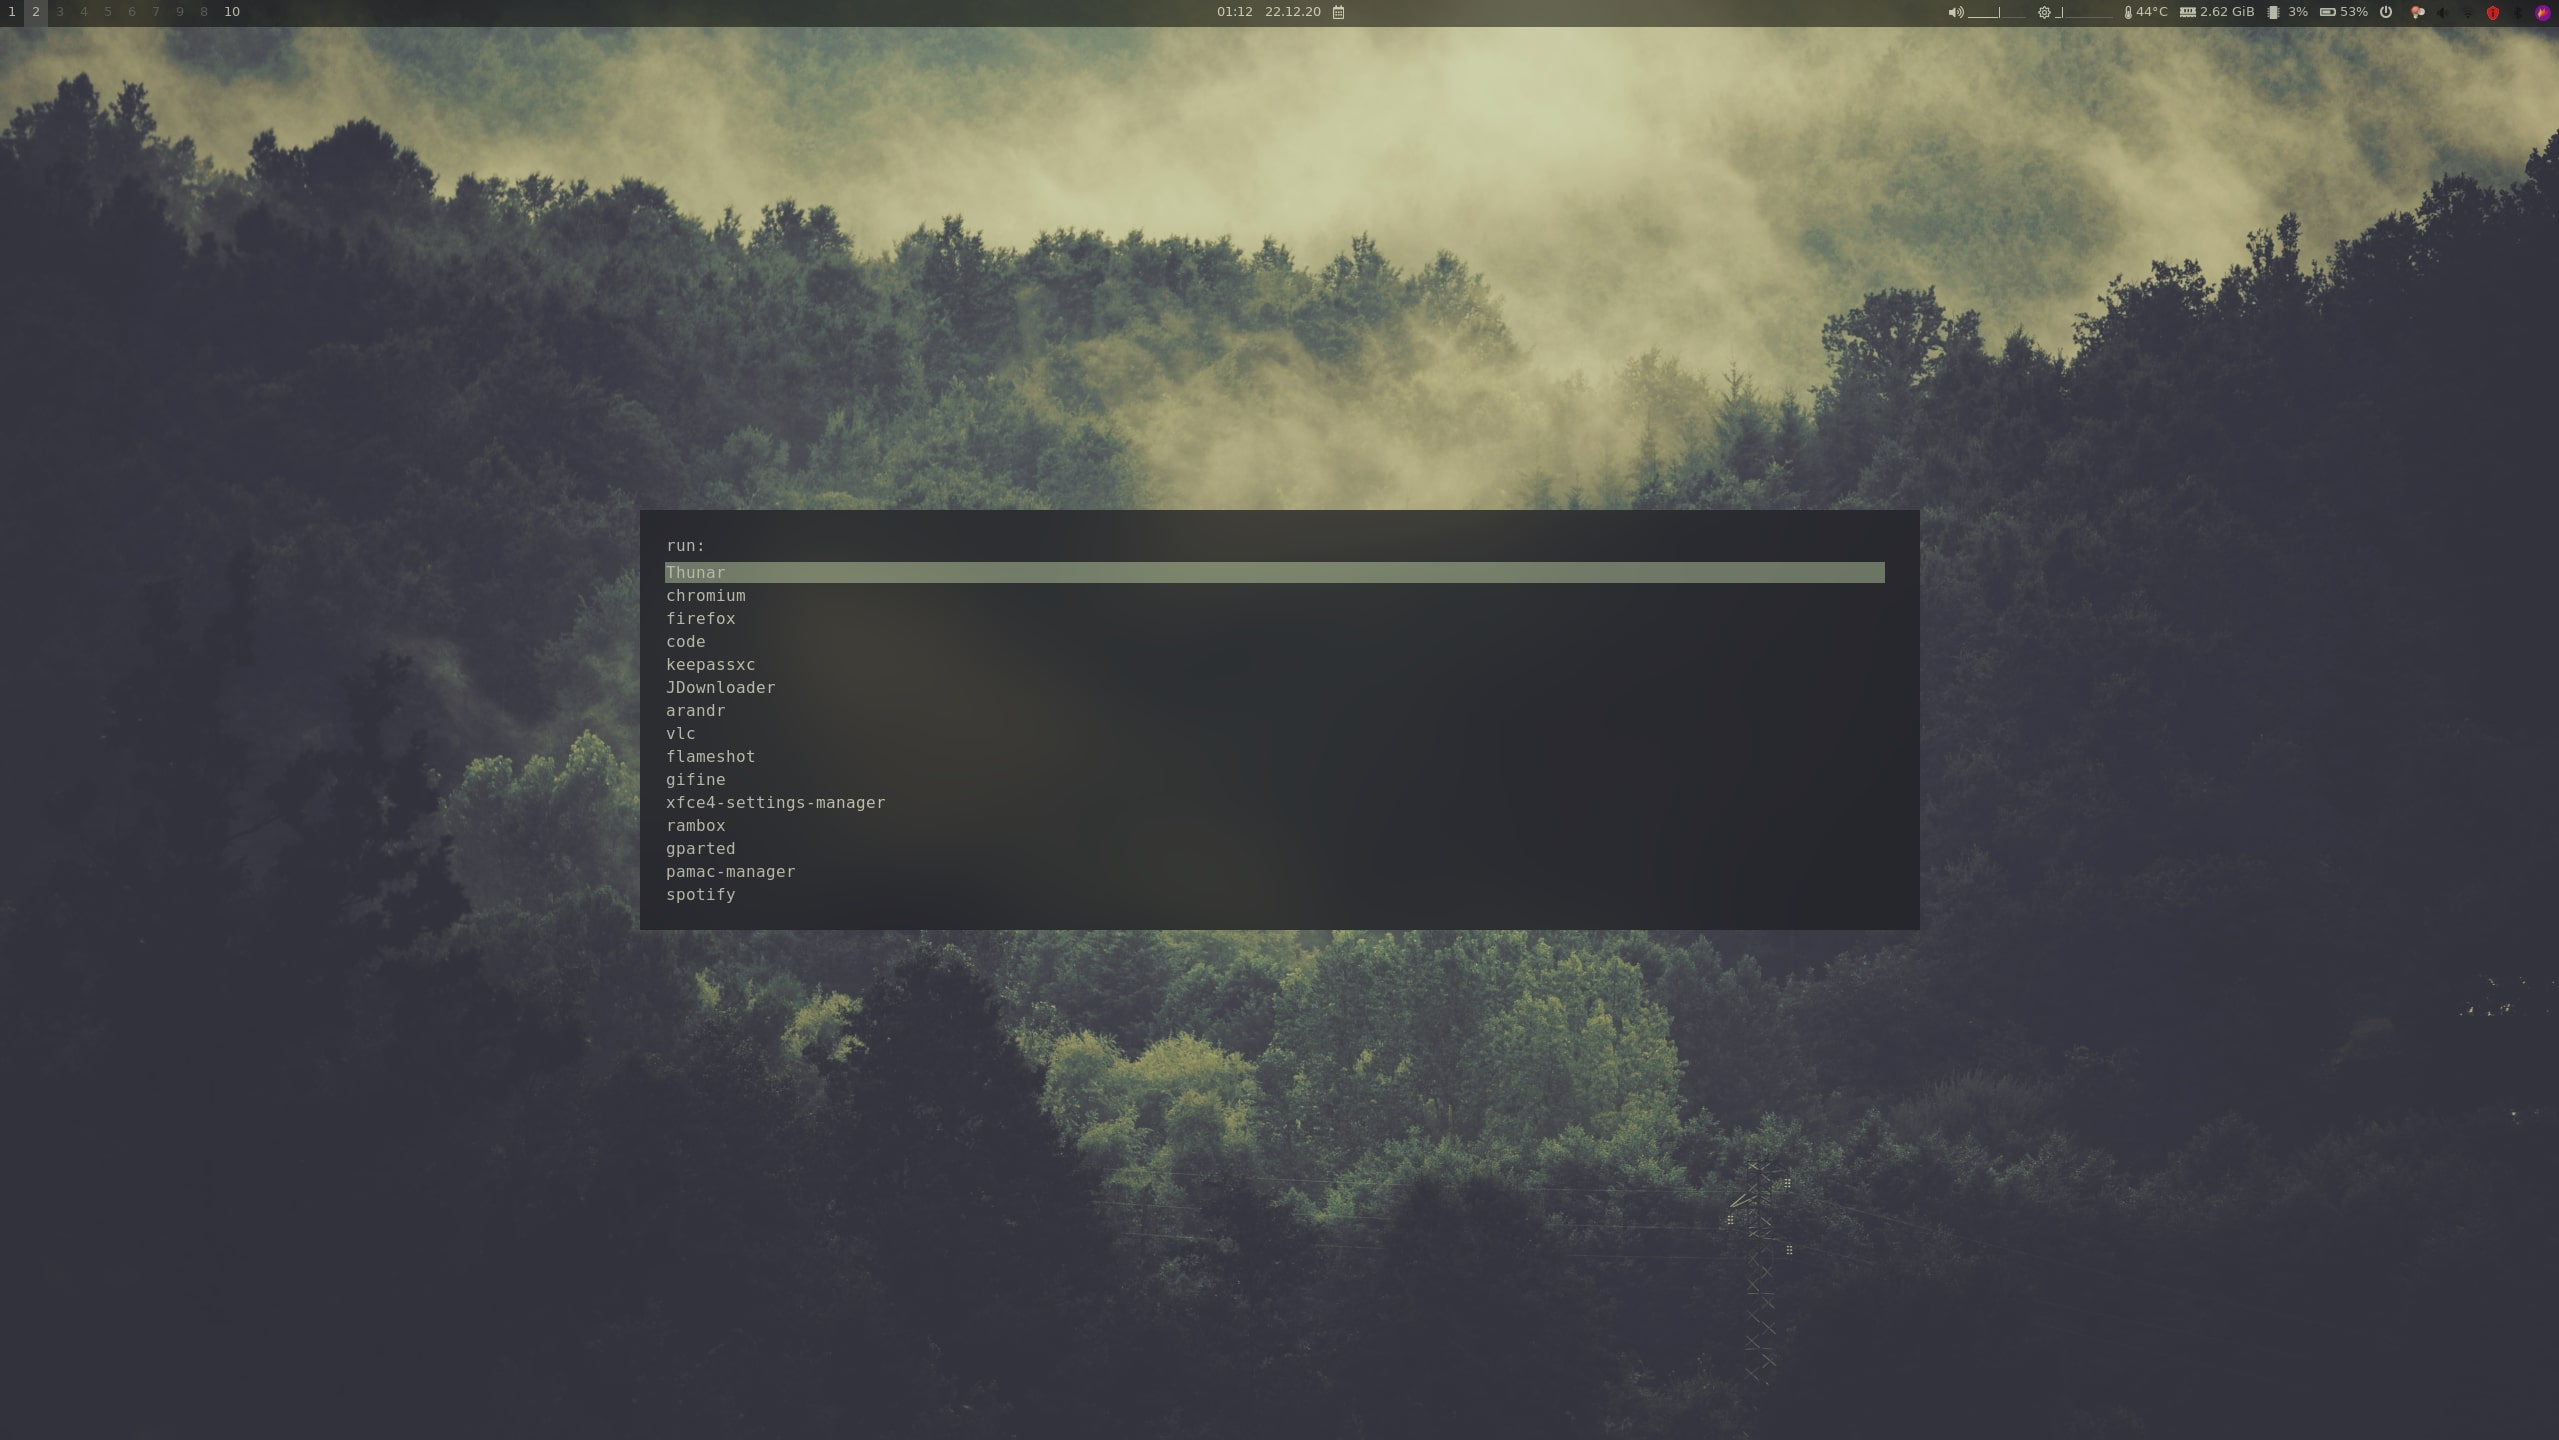 1 2 3 4 5 6 7 9 8 10 01:12 22.12.20 44°C 2.62 GiB 3% 53%
run:
Thunar
chromium
firefox
code
keepassxc
JDownloader
arandr
vlc
flameshot
gifine
xfce4-settings-manager
rambox
gparted
pamac-manager
spotify